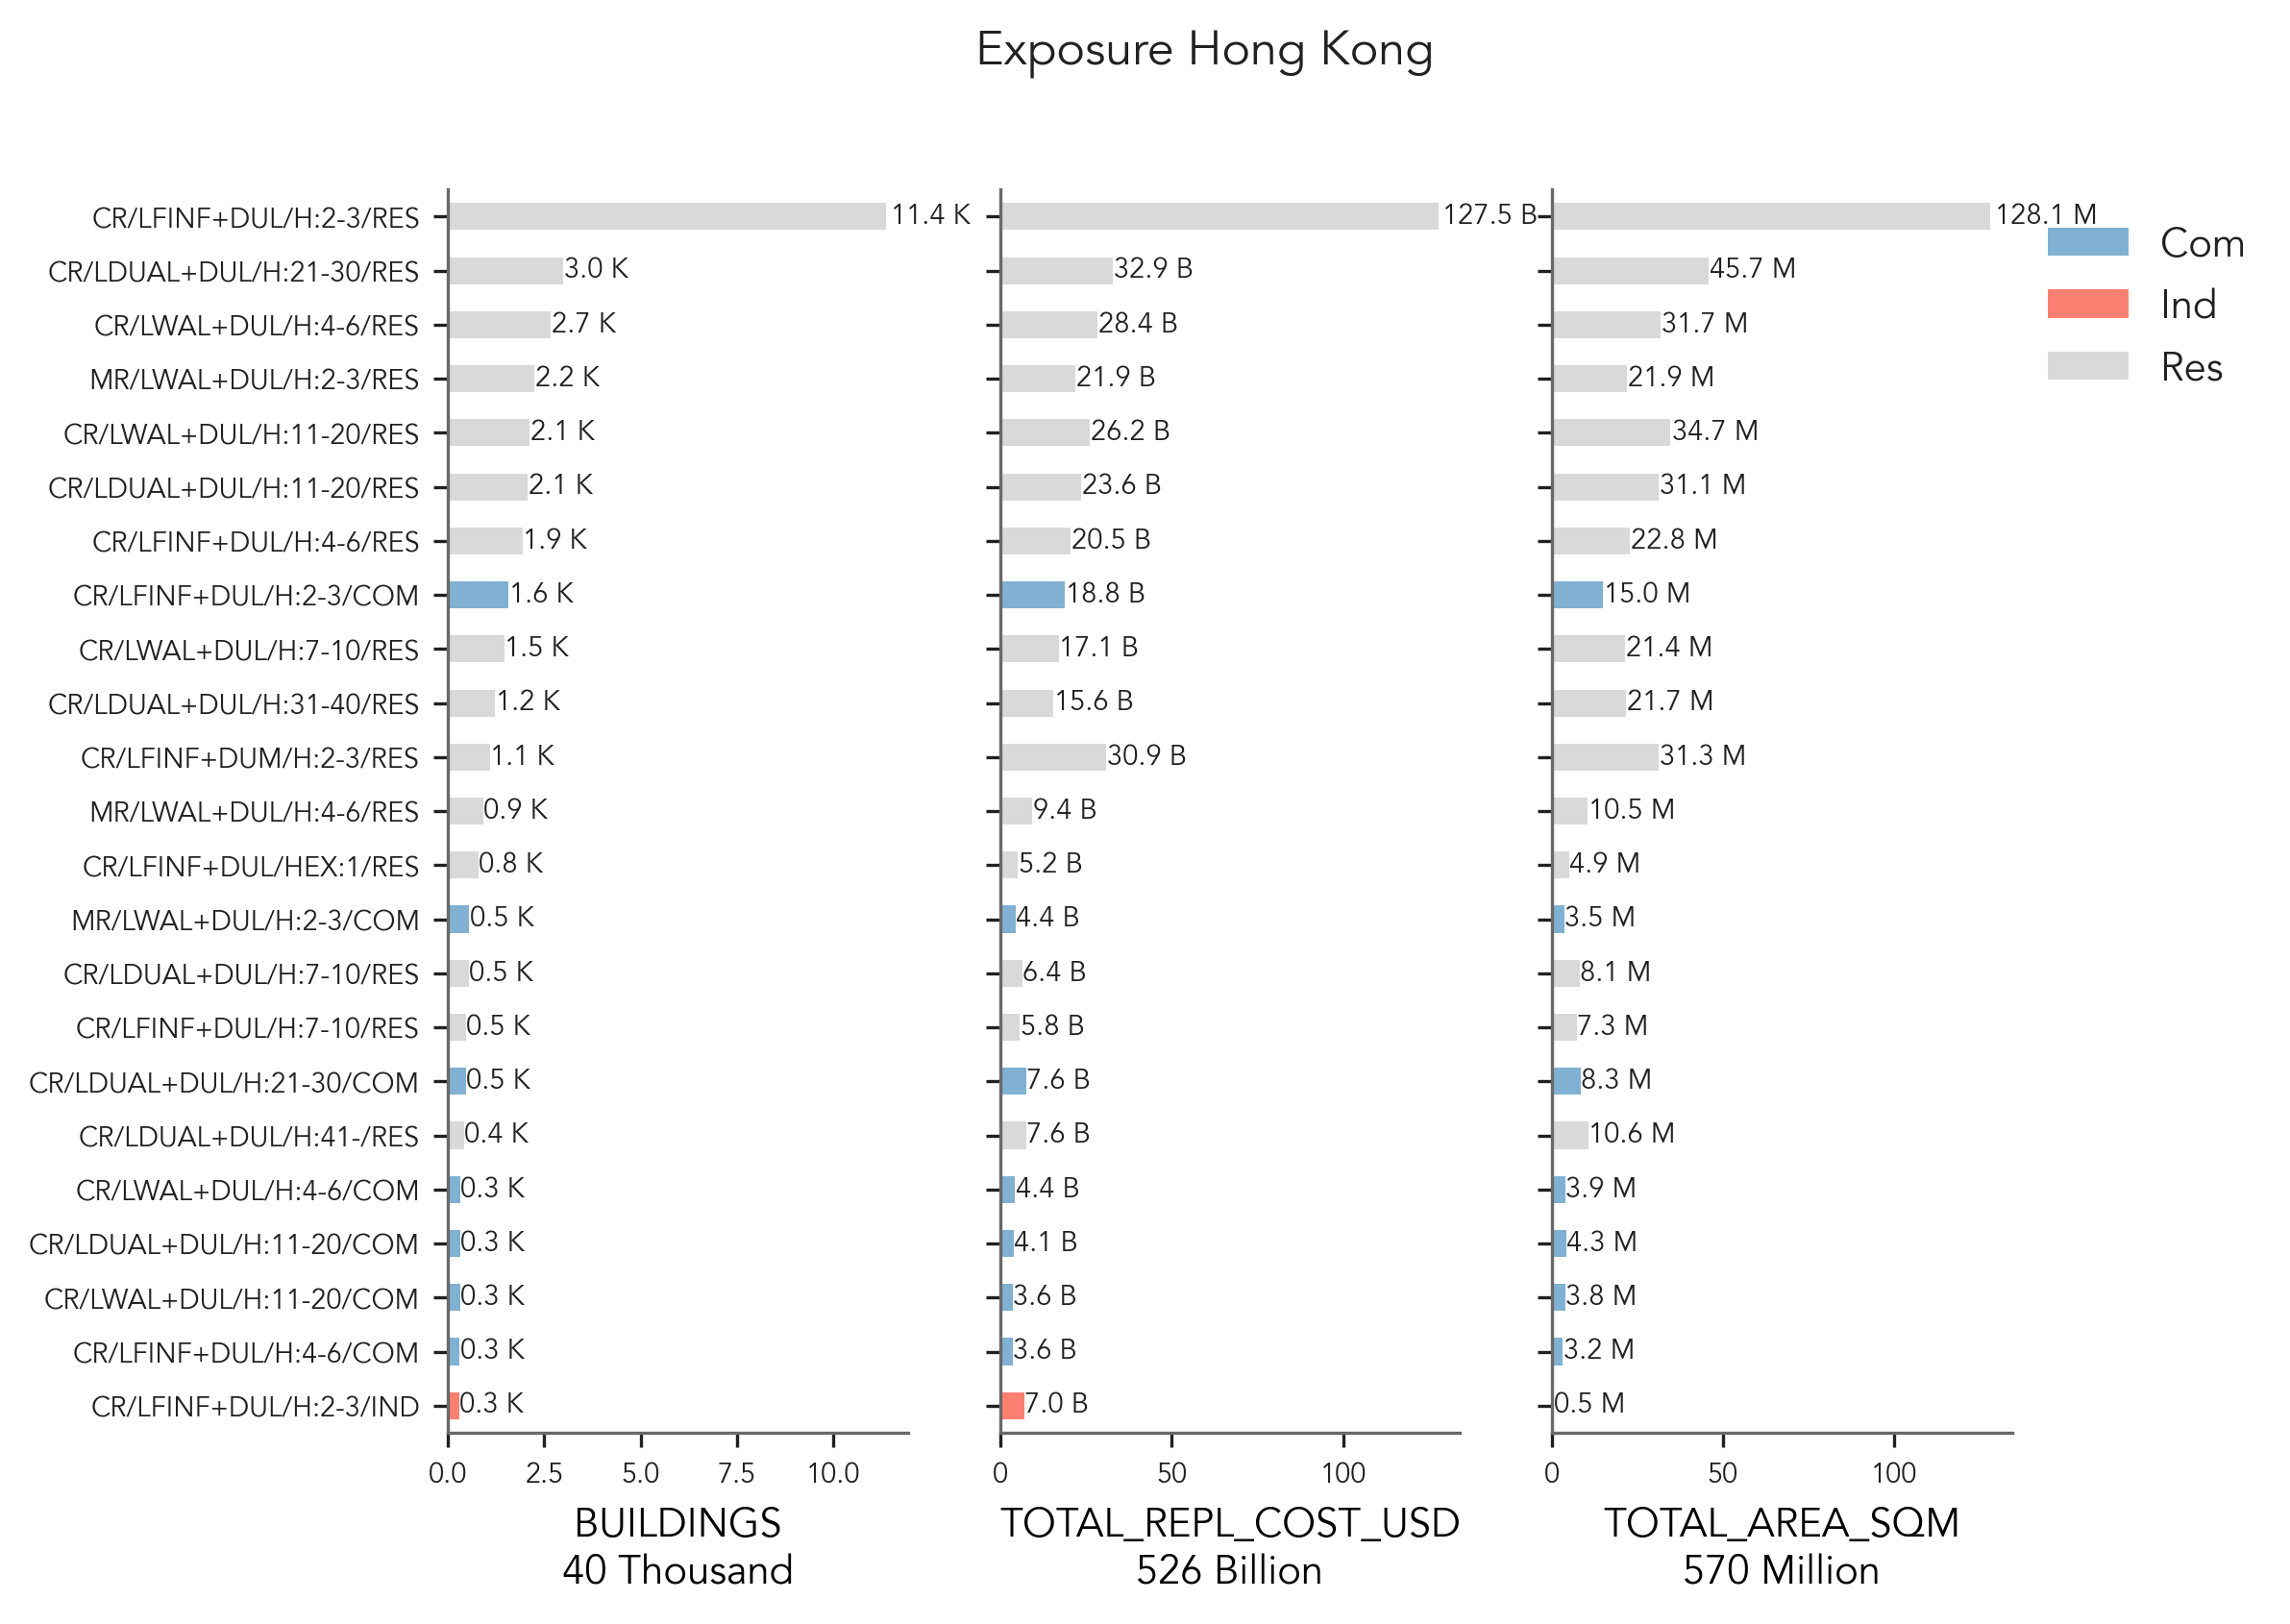 Exposure Hong Kong
CR/LFINF+DUL/H:2-3/RES 11.4 K 127.5 B 128.1 M
CR/LDUAL+DUL/H:21-30/RES 3.0 K 32.9 B 45.7 M
CR/LWAL+DUL/H:4-6/RES 2.7 K 28.4 B 31.7 M
MR/LWAL+DUL/H:2-3/RES 2.2 K 21.9 B 21.9 M
CR/LWAL+DUL/H:11-20/RES 2.1 K 26.2 B 34.7 M
CR/LDUAL+DUL/H:11-20/RES 2.1 K 23.6 B 31.1 M
CR/LFINF+DUL/H:4-6/RES 1.9 K 20.5 B 22.8 M
CR/LFINF+DUL/H:2-3/COM 1.6 K 18.8 B 15.0 M
CR/LWAL+DUL/H:7-10/RES 1.5 K 17.1 B 21.4 M
CR/LDUAL+DUL/H:31-40/RES 1.2 K 15.6 B 21.7 M
CR/LFINF+DUM/H:2-3/RES 1.1 K 30.9 B 31.3 M
MR/LWAL+DUL/H:4-6/RES 0.9 K 9.4 B 10.5 M
CR/LFINF+DUL/HEX:1/RES 0.8 K 5.2 B 4.9 M
MR/LWAL+DUL/H:2-3/COM 0.5 K 4.4 B 3.5 M
CR/LDUAL+DUL/H:7-10/RES 0.5 K 6.4 B 8.1 M
CR/LFINF+DUL/H:7-10/RES 0.5 K 5.8 B 7.3 M
CR/LDUAL+DUL/H:21-30/COM 0.5 K 7.6 B 8.3 M
CR/LDUAL+DUL/H:41-/RES 0.4 K 7.6 B 10.6 M
CR/LWAL+DUL/H:4-6/COM 0.3 K 4.4 B 3.9 M
CR/LDUAL+DUL/H:11-20/COM 0.3 K 4.1 B 4.3 M
CR/LWAL+DUL/H:11-20/COM 0.3 K 3.6 B 3.8 M
CR/LFINF+DUL/H:4-6/COM 0.3 K 3.6 B 3.2 M
CR/LFINF+DUL/H:2-3/IND 0.3 K 7.0 B 0.5 M
0.0 2.5 5.0 7.5 10.0 0 50 100 0 50 100
BUILDINGS
40 Thousand
TOTAL_REPL_COST_USD
526 Billion
TOTAL_AREA_SQM
570 Million
Com
Ind
Res